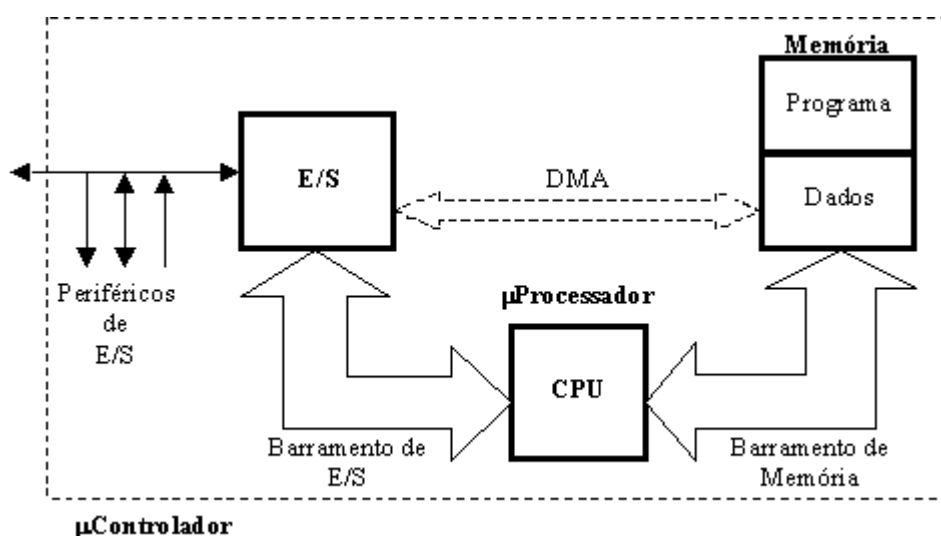 Memória
Programa
E/S
DMA
Dados
Periféricos
de
E/S
µProcessador
CPU
Barramento de
E/S
Barramento de
Memória
µControlador